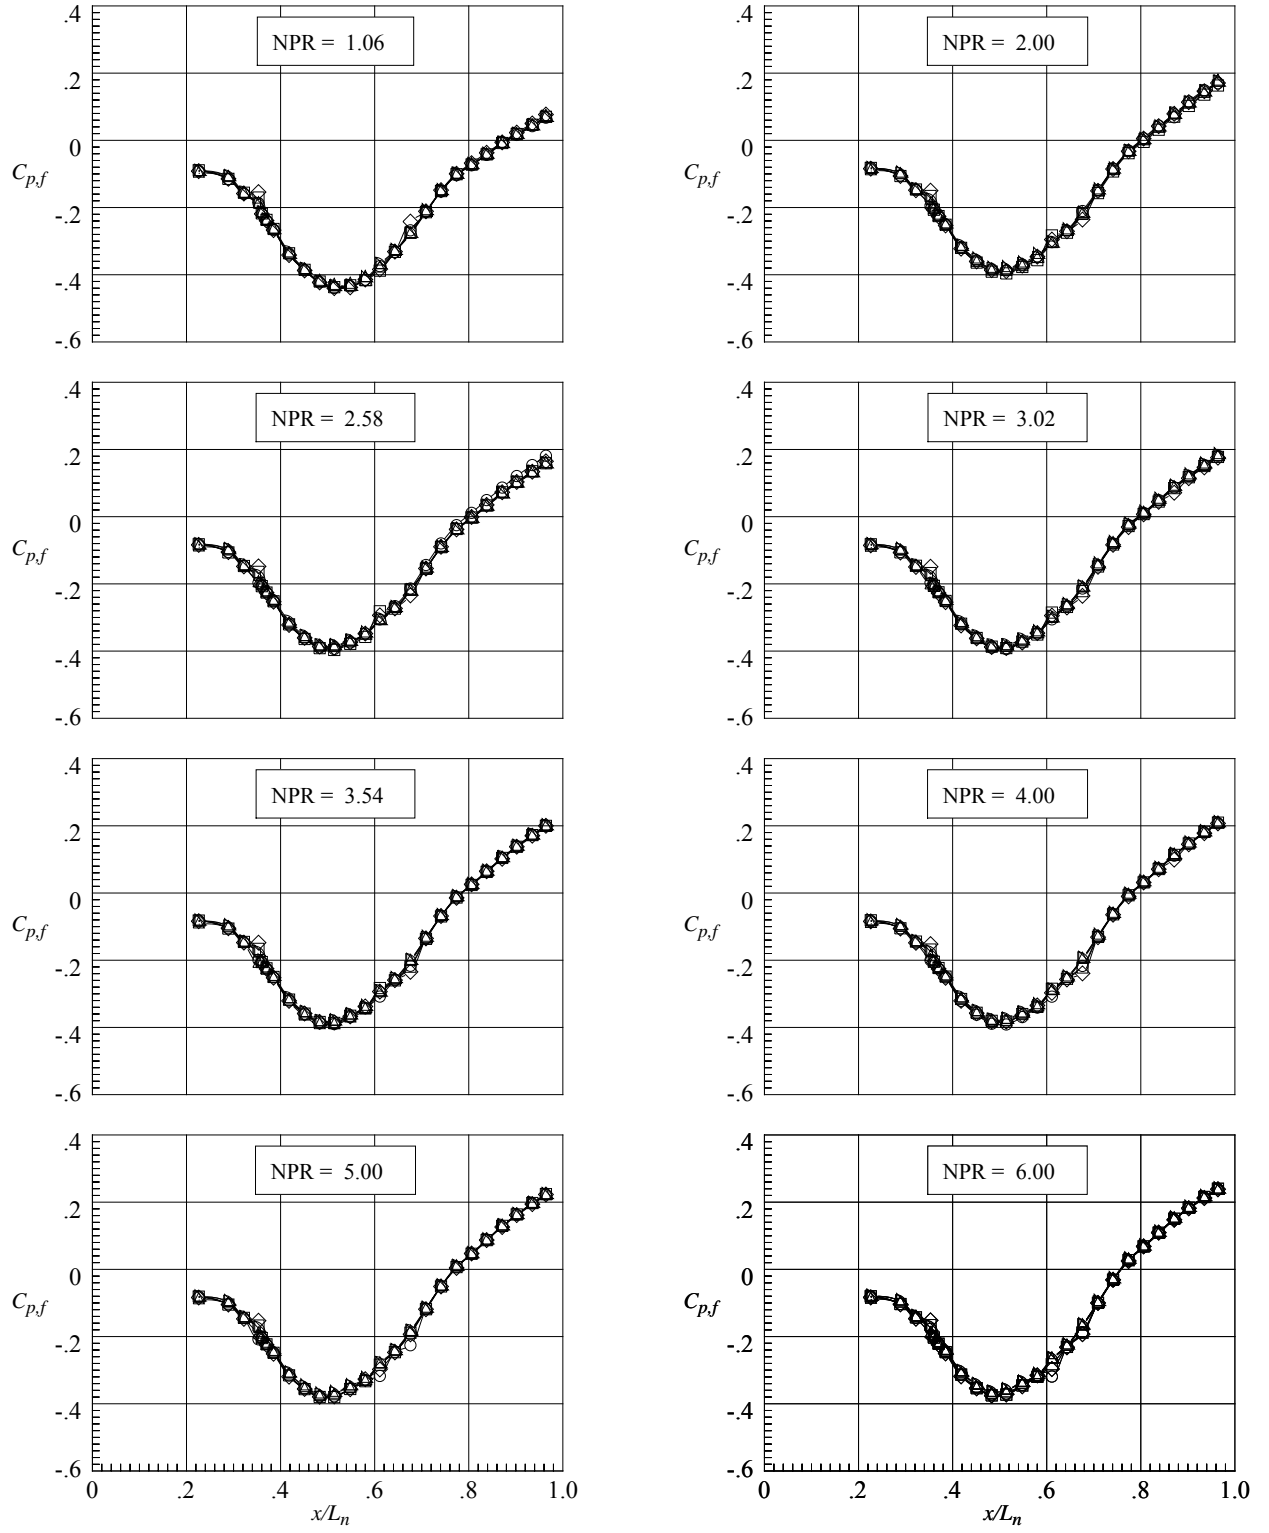 .4
NPR = 1.06
.2
0
C_{p,f}
-.2
-.4
-.6
.4
NPR = 2.00
.2
0
C_{p,f}
-.2
-.4
-.6
.4
NPR = 2.58
.2
0
C_{p,f}
-.2
-.4
-.6
.4
NPR = 3.02
.2
0
C_{p,f}
-.2
-.4
-.6
.4
NPR = 3.54
.2
0
C_{p,f}
-.2
-.4
-.6
.4
NPR = 4.00
.2
0
C_{p,f}
-.2
-.4
-.6
.4
NPR = 5.00
.2
0
C_{p,f}
-.2
-.4
-.6
0 .2 .4 .6 .8 1.0
x/L_n
.4
NPR = 6.00
.2
0
C_{p,f}
-.2
-.4
-.6
0 .2 .4 .6 .8 1.0
x/L_n